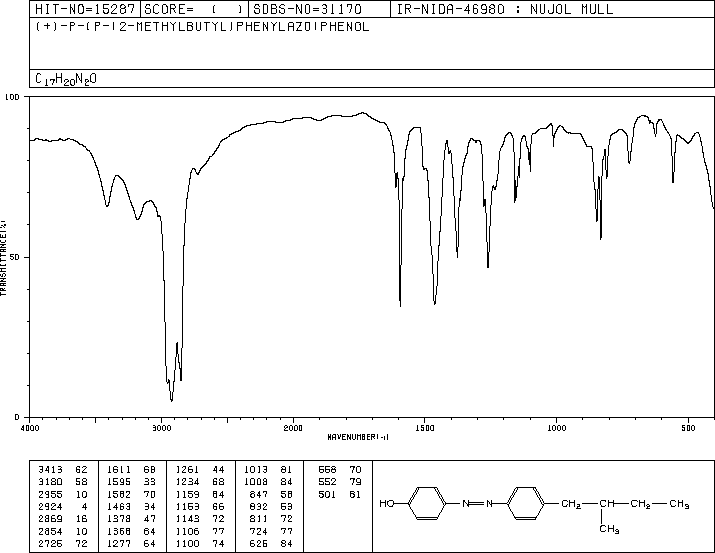 HIT-NO=15287 SCORE= ( ) SDBS-NO=31170 IR-NIDA-46980 : NUJOL MULL
(+)-P-(P-(2-METHYLBUTYL)PHENYLAZO)PHENOL
C17H20N2O
100
50
0
TRANSMITTANCE(%)
4000 3000 2000 1500 1000 500
WAVENUMBER(-1)
3413 62 1611 68 1261 44 1013 81 558 70
3180 58 1595 33 1234 68 1008 84 552 79
2955 10 1582 70 1159 84 847 58 501 81
2924 4 1463 34 1153 66 832 53
2869 16 1378 47 1143 72 811 72
2854 10 1368 64 1106 77 724 77
2725 72 1277 64 1100 74 625 84
HO N=N CH2 CH CH2 CH3
CH3